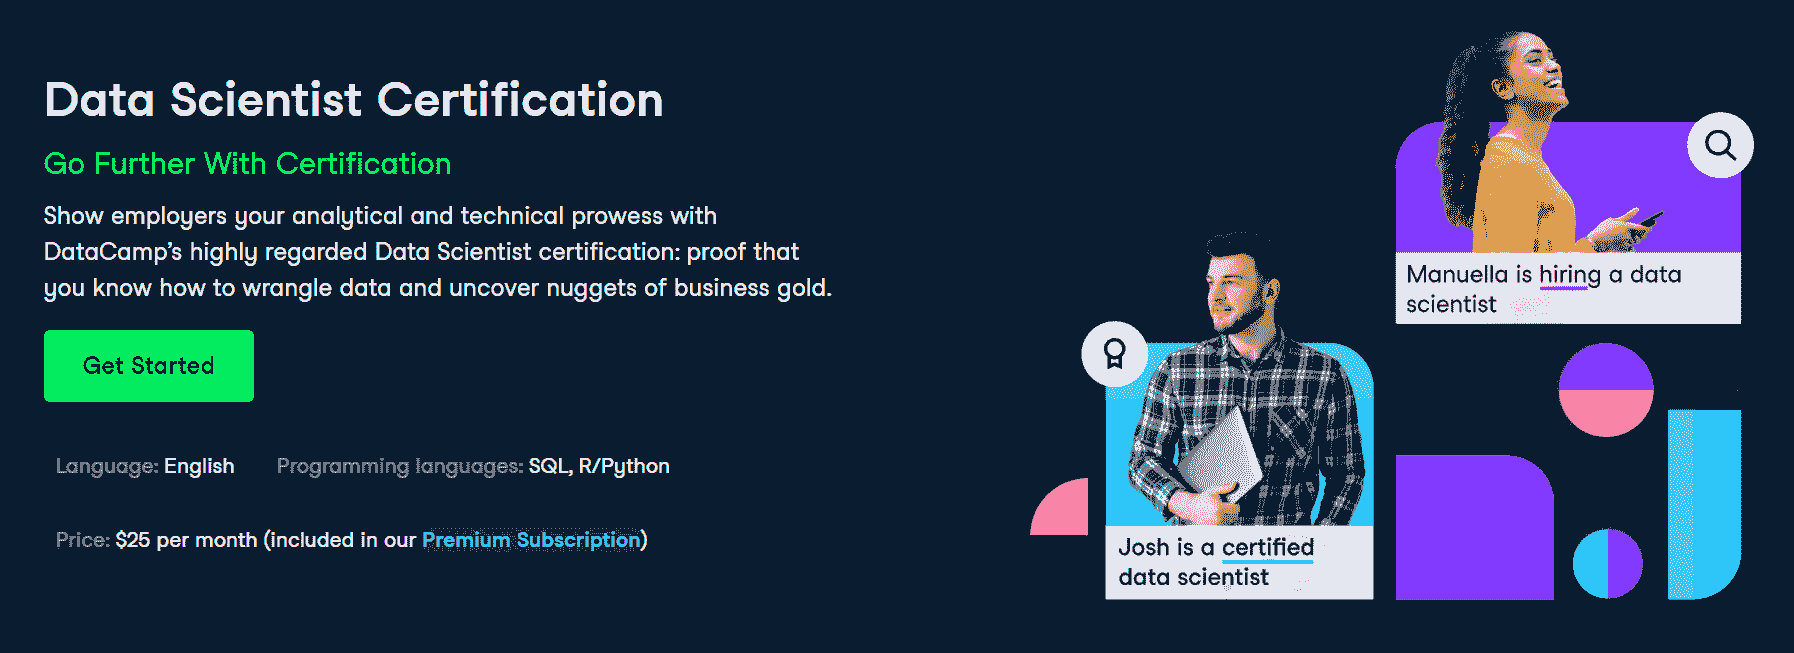 Data Scientist Certification
Go Further With Certification
Show employers your analytical and technical prowess with
DataCamp’s highly regarded Data Scientist certification: proof that
you know how to wrangle data and uncover nuggets of business gold.
Get Started
Language: English Programming languages: SQL, R/Python
Price: $25 per month (included in our Premium Subscription)
Manuella is hiring a data
scientist
Josh is a certified
data scientist